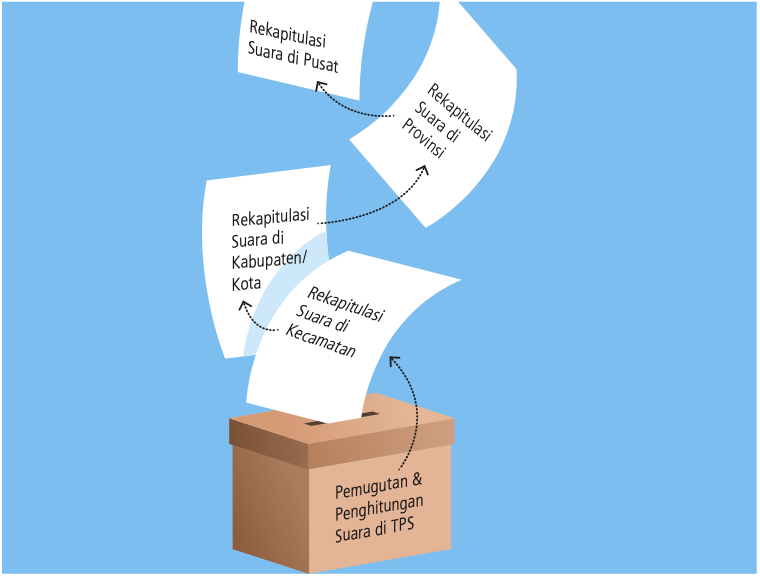 Rekapitulasi
Suara di Pusat
Rekapitulasi
Suara di
Provinsi
Rekapitulasi
Suara di
Kabupaten/
Kota
Rekapitulasi
Suara di
Kecamatan
Pemugutan &
Penghitungan
Suara di TPS